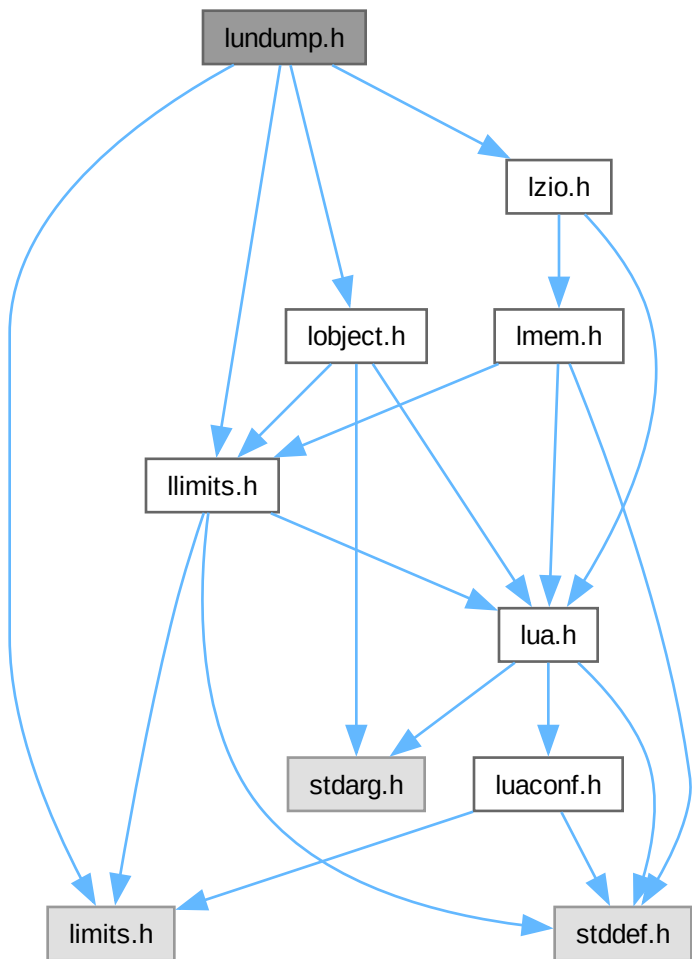 lundump.h
lzio.h
lobject.h
lmem.h
llimits.h
lua.h
stdarg.h
luaconf.h
limits.h
stddef.h